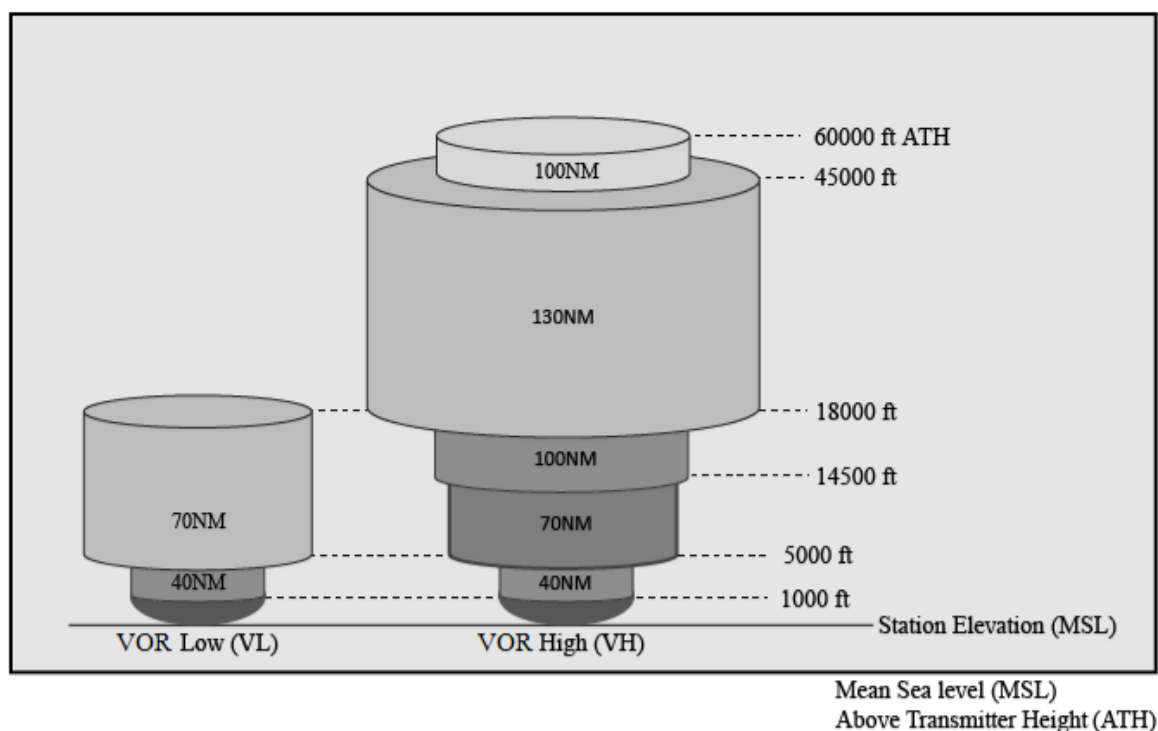 60000 ft ATH
100NM
45000 ft
130NM
18000 ft
100NM
14500 ft
70NM
70NM
5000 ft
40NM
40NM
1000 ft
Station Elevation (MSL)
VOR Low (VL)
VOR High (VH)
Mean Sea level (MSL)
Above Transmitter Height (ATH)